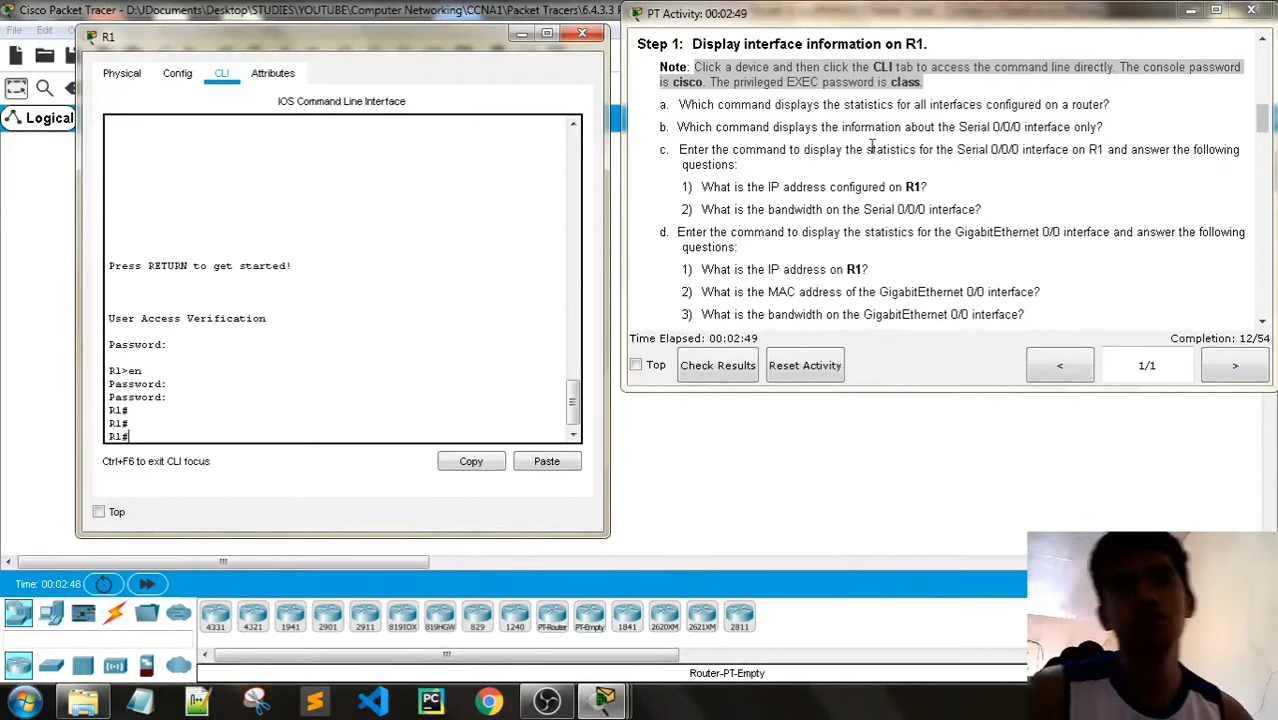 Cisco Packet Tracer - D:\JDocuments\Desktop\STUDIES\YOUTUBE\Computer Networking\CCNA1\Packet Tracers\6.4.3.3
File Edit
Logical
R1
Physical Config CLI Attributes
IOS Command Line Interface
Press RETURN to get started!
User Access Verification
Password:
R1>en
Password:
Password:
R1#
R1#
R1#
Ctrl+F6 to exit CLI focus
Copy
Paste
Top
PT Activity: 00:02:49
Step 1: Display interface information on R1.
Note: Click a device and then click the CLI tab to access the command line directly. The console password
is cisco. The privileged EXEC password is class.
a. Which command displays the statistics for all interfaces configured on a router?
b. Which command displays the information about the Serial 0/0/0 interface only?
c. Enter the command to display the statistics for the Serial 0/0/0 interface on R1 and answer the following
questions:
1) What is the IP address configured on R1?
2) What is the bandwidth on the Serial 0/0/0 interface?
d. Enter the command to display the statistics for the GigabitEthernet 0/0 interface and answer the following
questions:
1) What is the IP address on R1?
2) What is the MAC address of the GigabitEthernet 0/0 interface?
3) What is the bandwidth on the GigabitEthernet 0/0 interface?
Time Elapsed: 00:02:49 Completion: 12/54
Top Check Results Reset Activity < 1/1 >
Time: 00:02:48
4331 4321 1941 2901 2911 819IOX 819HGW 829 1240 PT-Router PT-Empty 1841 2620XM 2621XM 2811
Router-PT-Empty